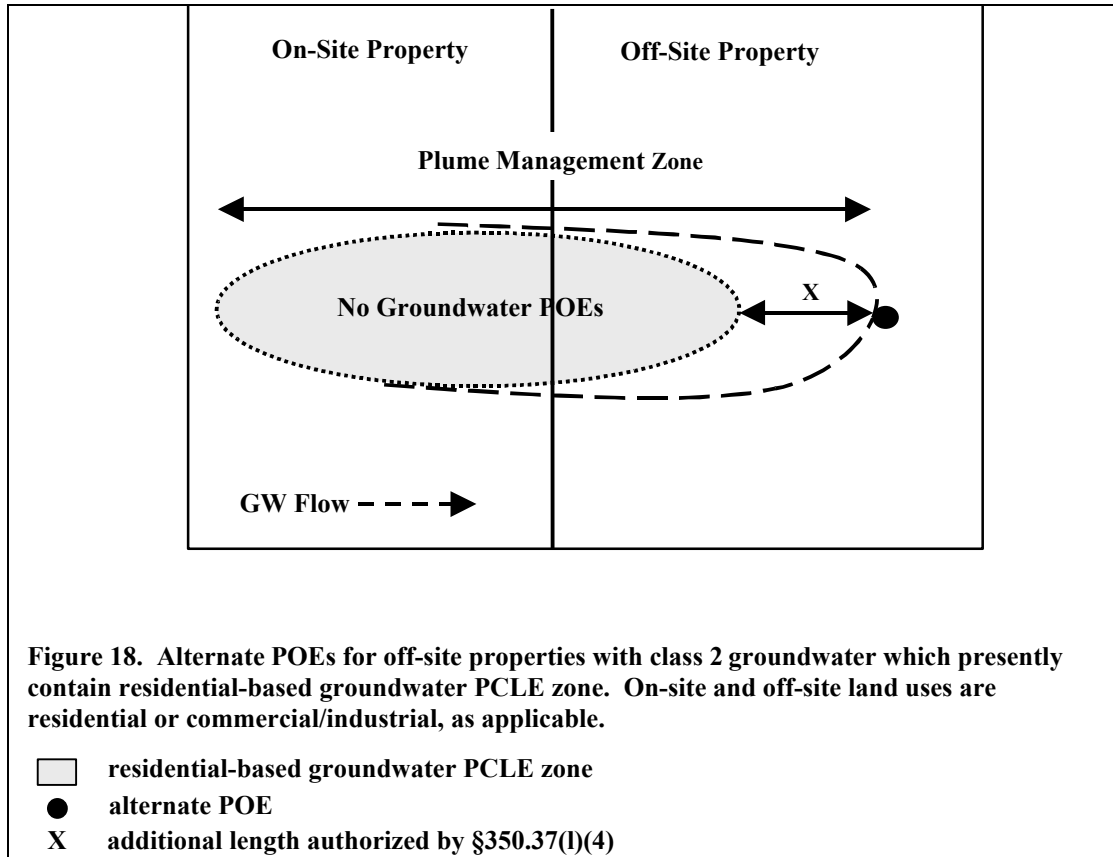 On-Site Property
Off-Site Property
Plume Management Zone
X
No Groundwater POEs
GW Flow
Figure 18. Alternate POEs for off-site properties with class 2 groundwater which presently
contain residential-based groundwater PCLE zone. On-site and off-site land uses are
residential or commercial/industrial, as applicable.
residential-based groundwater PCLE zone
alternate POE
X additional length authorized by §350.37(l)(4)